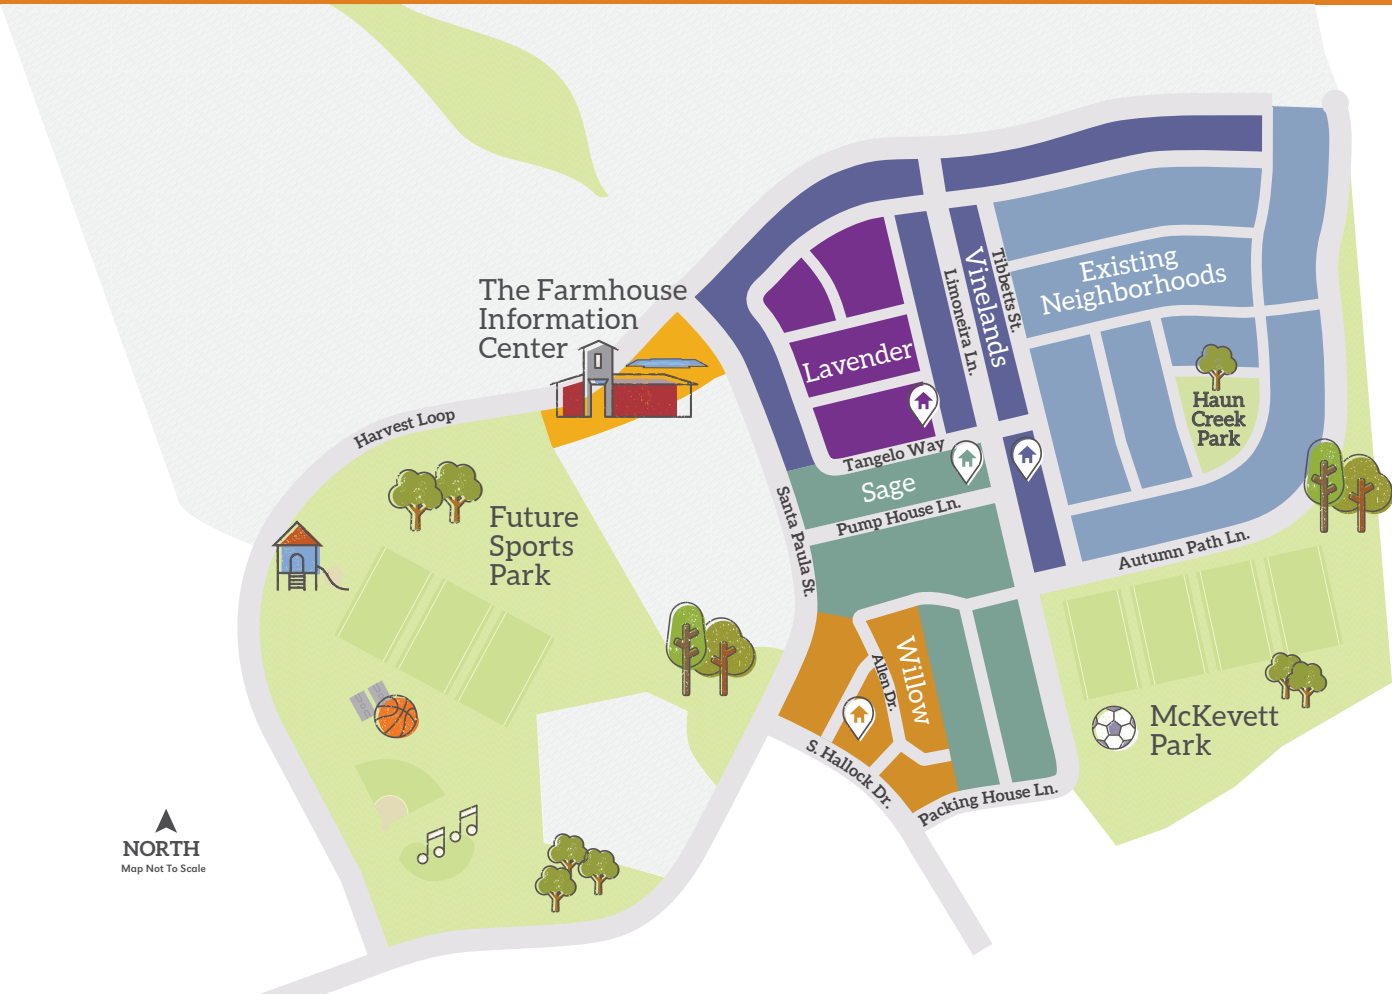 The Farmhouse
Information
Center
Harvest Loop
Future
Sports
Park
Vinelands
Tibbetts St.
Limoneira Ln.
Existing
Neighborhoods
Lavender
Haun
Creek
Park
Tangelo Way
Sage
Pump House Ln.
Santa Paula St.
Autumn Path Ln.
Willow
Allen Dr.
S. Hallock Dr.
Packing House Ln.
McKevett
Park
NORTH
Map Not To Scale